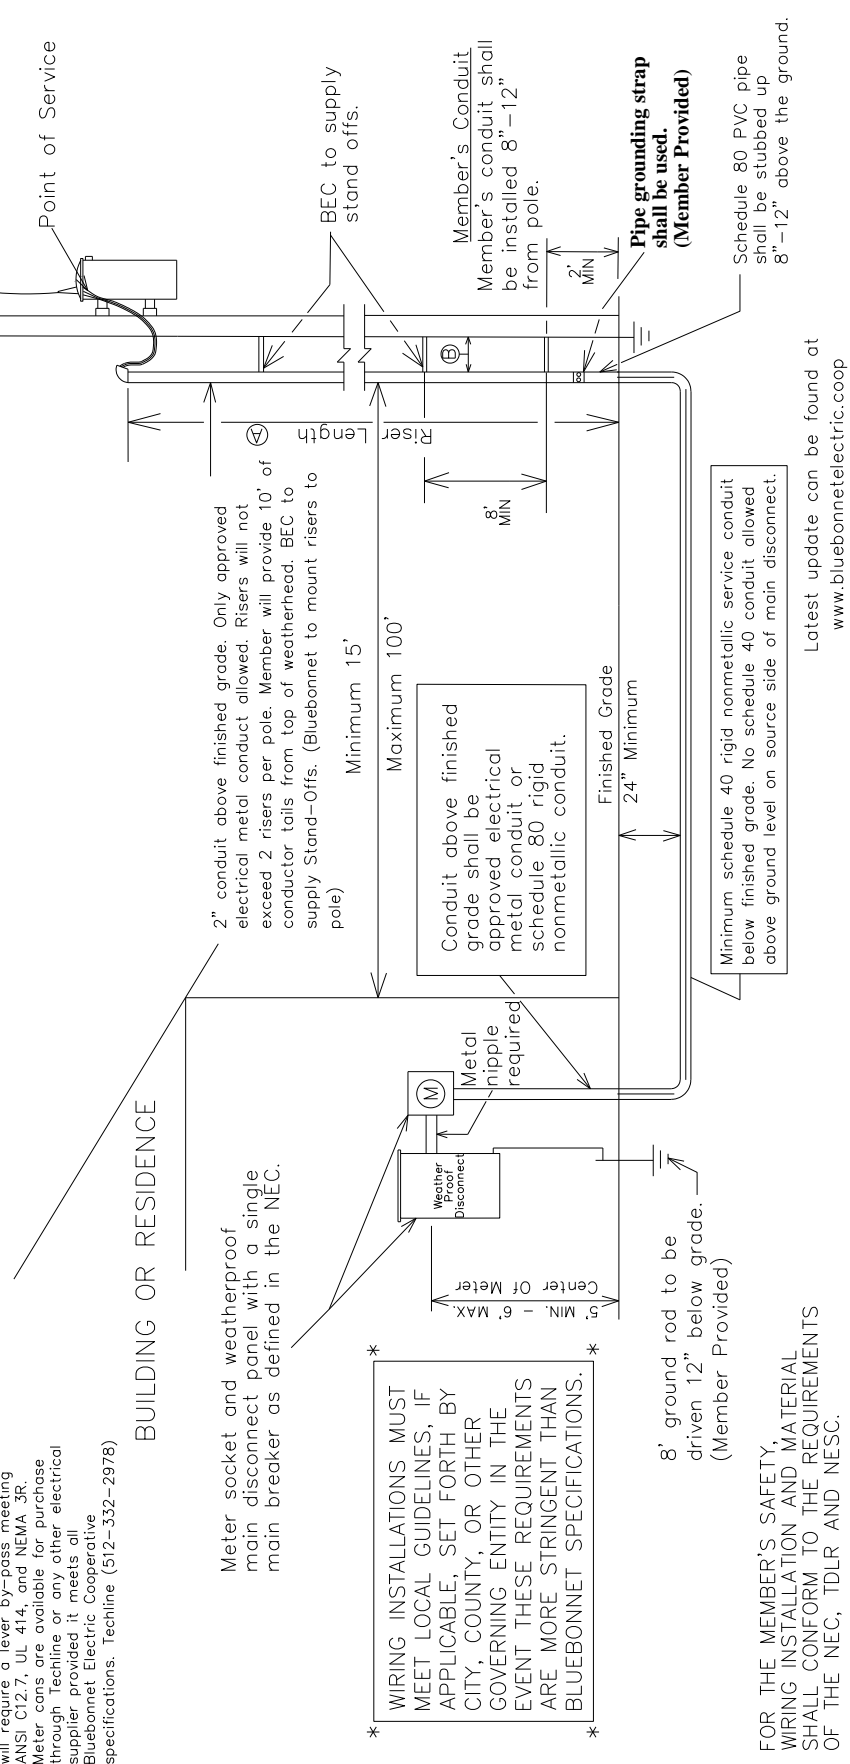 will require a lever by-pass meeting
ANSI C12.7, UL 414, and NEMA 3R.
Meter cans are available for purchase
through Techline or any other electrical
supplier provided it meets all
Bluebonnet Electric Cooperative
specifications. Techline (512-332-2978)
BUILDING OR RESIDENCE
Meter socket and weatherproof
main disconnect panel with a single
main breaker as defined in the NEC.
* *
WIRING INSTALLATIONS MUST
MEET LOCAL GUIDELINES, IF
APPLICABLE, SET FORTH BY
CITY, COUNTY, OR OTHER
GOVERNING ENTITY IN THE
EVENT THESE REQUIREMENTS
ARE MORE STRINGENT THAN
BLUEBONNET SPECIFICATIONS.
* *
5' MIN. - 6' MAX.
Center Of Meter
Weather
Proof
Disconnect
M
Metal
nipple
required
8' ground rod to be
driven 12" below grade.
(Member Provided)
FOR THE MEMBER'S SAFETY,
WIRING INSTALLATION AND MATERIAL
SHALL CONFORM TO THE REQUIREMENTS
OF THE NEC, TDLR AND NESC.
2" conduit above finished grade. Only approved
electrical metal conduct allowed. Risers will not
exceed 2 risers per pole. Member will provide 10' of
conductor tails from top of weatherhead. BEC to
supply Stand-Offs. (Bluebonnet to mount risers to
pole)
Minimum 15'
Maximum 100'
Conduit above finished
grade shall be
approved electrical
metal conduit or
schedule 80 rigid
nonmetallic conduit.
Finished Grade
24" Minimum
Minimum schedule 40 rigid nonmetallic service conduit
below finished grade. No schedule 40 conduit allowed
above ground level on source side of main disconnect.
Riser Length A
8'
MIN
B
Point of Service
BEC to supply
stand offs.
Member's Conduit
Member's conduit shall
be installed 8"-12"
from pole.
2'
MIN
Pipe grounding strap
shall be used.
(Member Provided)
Schedule 80 PVC pipe
shall be stubbed up
8"-12" above the ground.
Latest update can be found at
www.bluebonnetelectric.coop